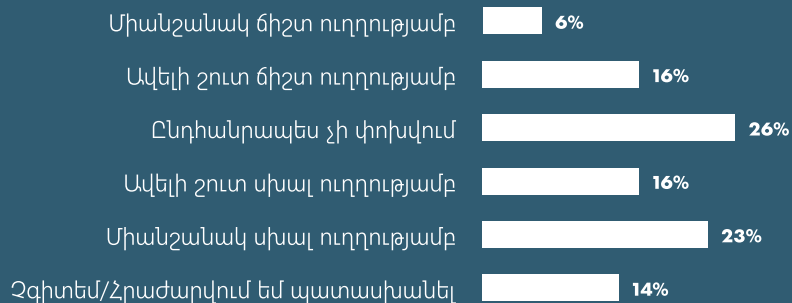 Միանշանակ ճիշտ ուղղությամբ 6%
Ավելի շուտ ճիշտ ուղղությամբ 16%
Ընդհանրապես չի փոխվում 26%
Ավելի շուտ սխալ ուղղությամբ 16%
Միանշանակ սխալ ուղղությամբ 23%
Չգիտեմ/Հրաժարվում եմ պատասխանել 14%